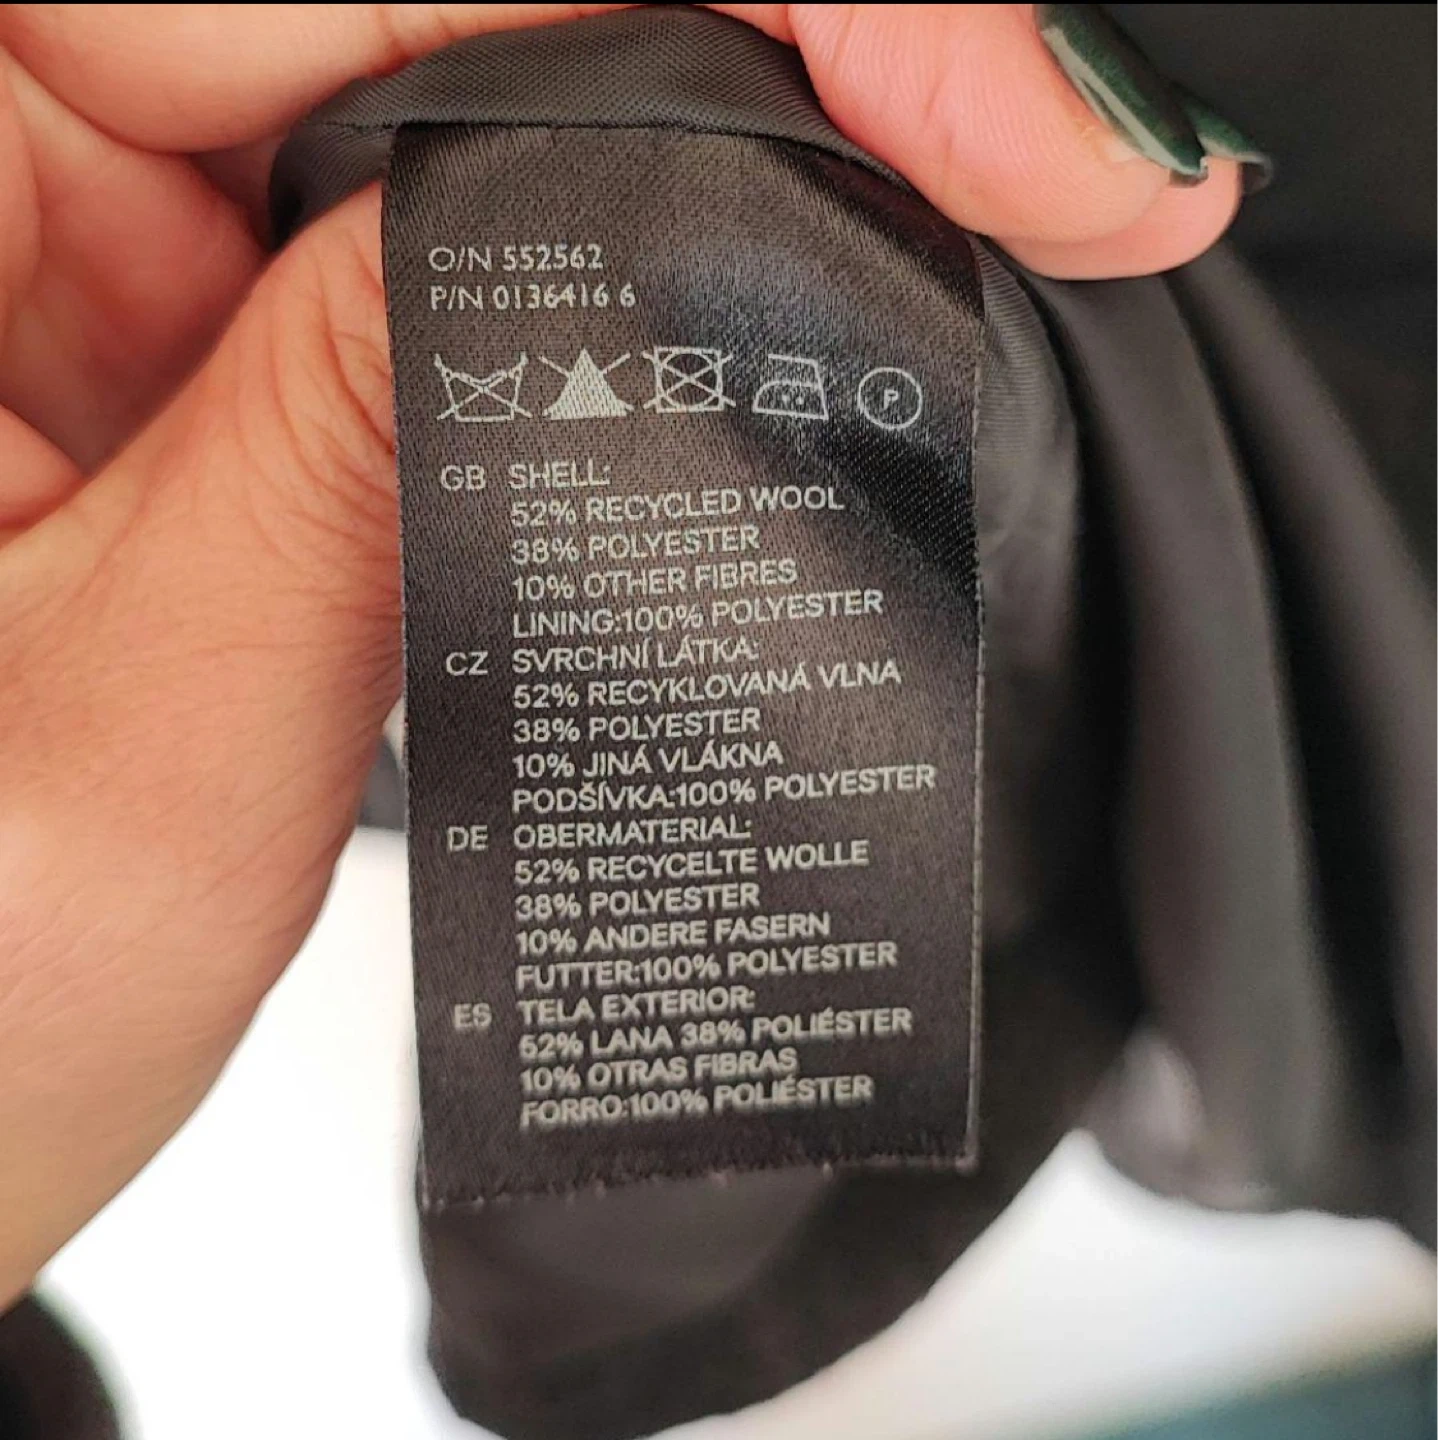 O/N 552562
P/N 0136416 6
P
GB SHELL:
52% RECYCLED WOOL
38% POLYESTER
10% OTHER FIBRES
LINING:100% POLYESTER
CZ SVRCHNÍ LÁTKA:
52% RECYKLOVANÁ VLNA
38% POLYESTER
10% JINÁ VLÁKNA
PODŠÍVKA:100% POLYESTER
DE OBERMATERIAL:
52% RECYCELTE WOLLE
38% POLYESTER
10% ANDERE FASERN
FUTTER:100% POLYESTER
ES TELA EXTERIOR:
52% LANA 38% POLIÉSTER
10% OTRAS FIBRAS
FORRO:100% POLIÉSTER